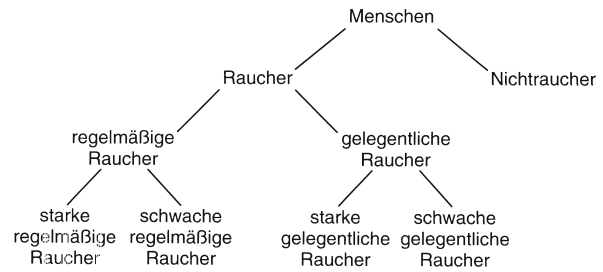 Menschen
Raucher
Nichtraucher
regelmäßige
Raucher
gelegentliche
Raucher
starke
regelmäßige
Raucher
schwache
regelmäßige
Raucher
starke
gelegentliche
Raucher
schwache
gelegentliche
Raucher